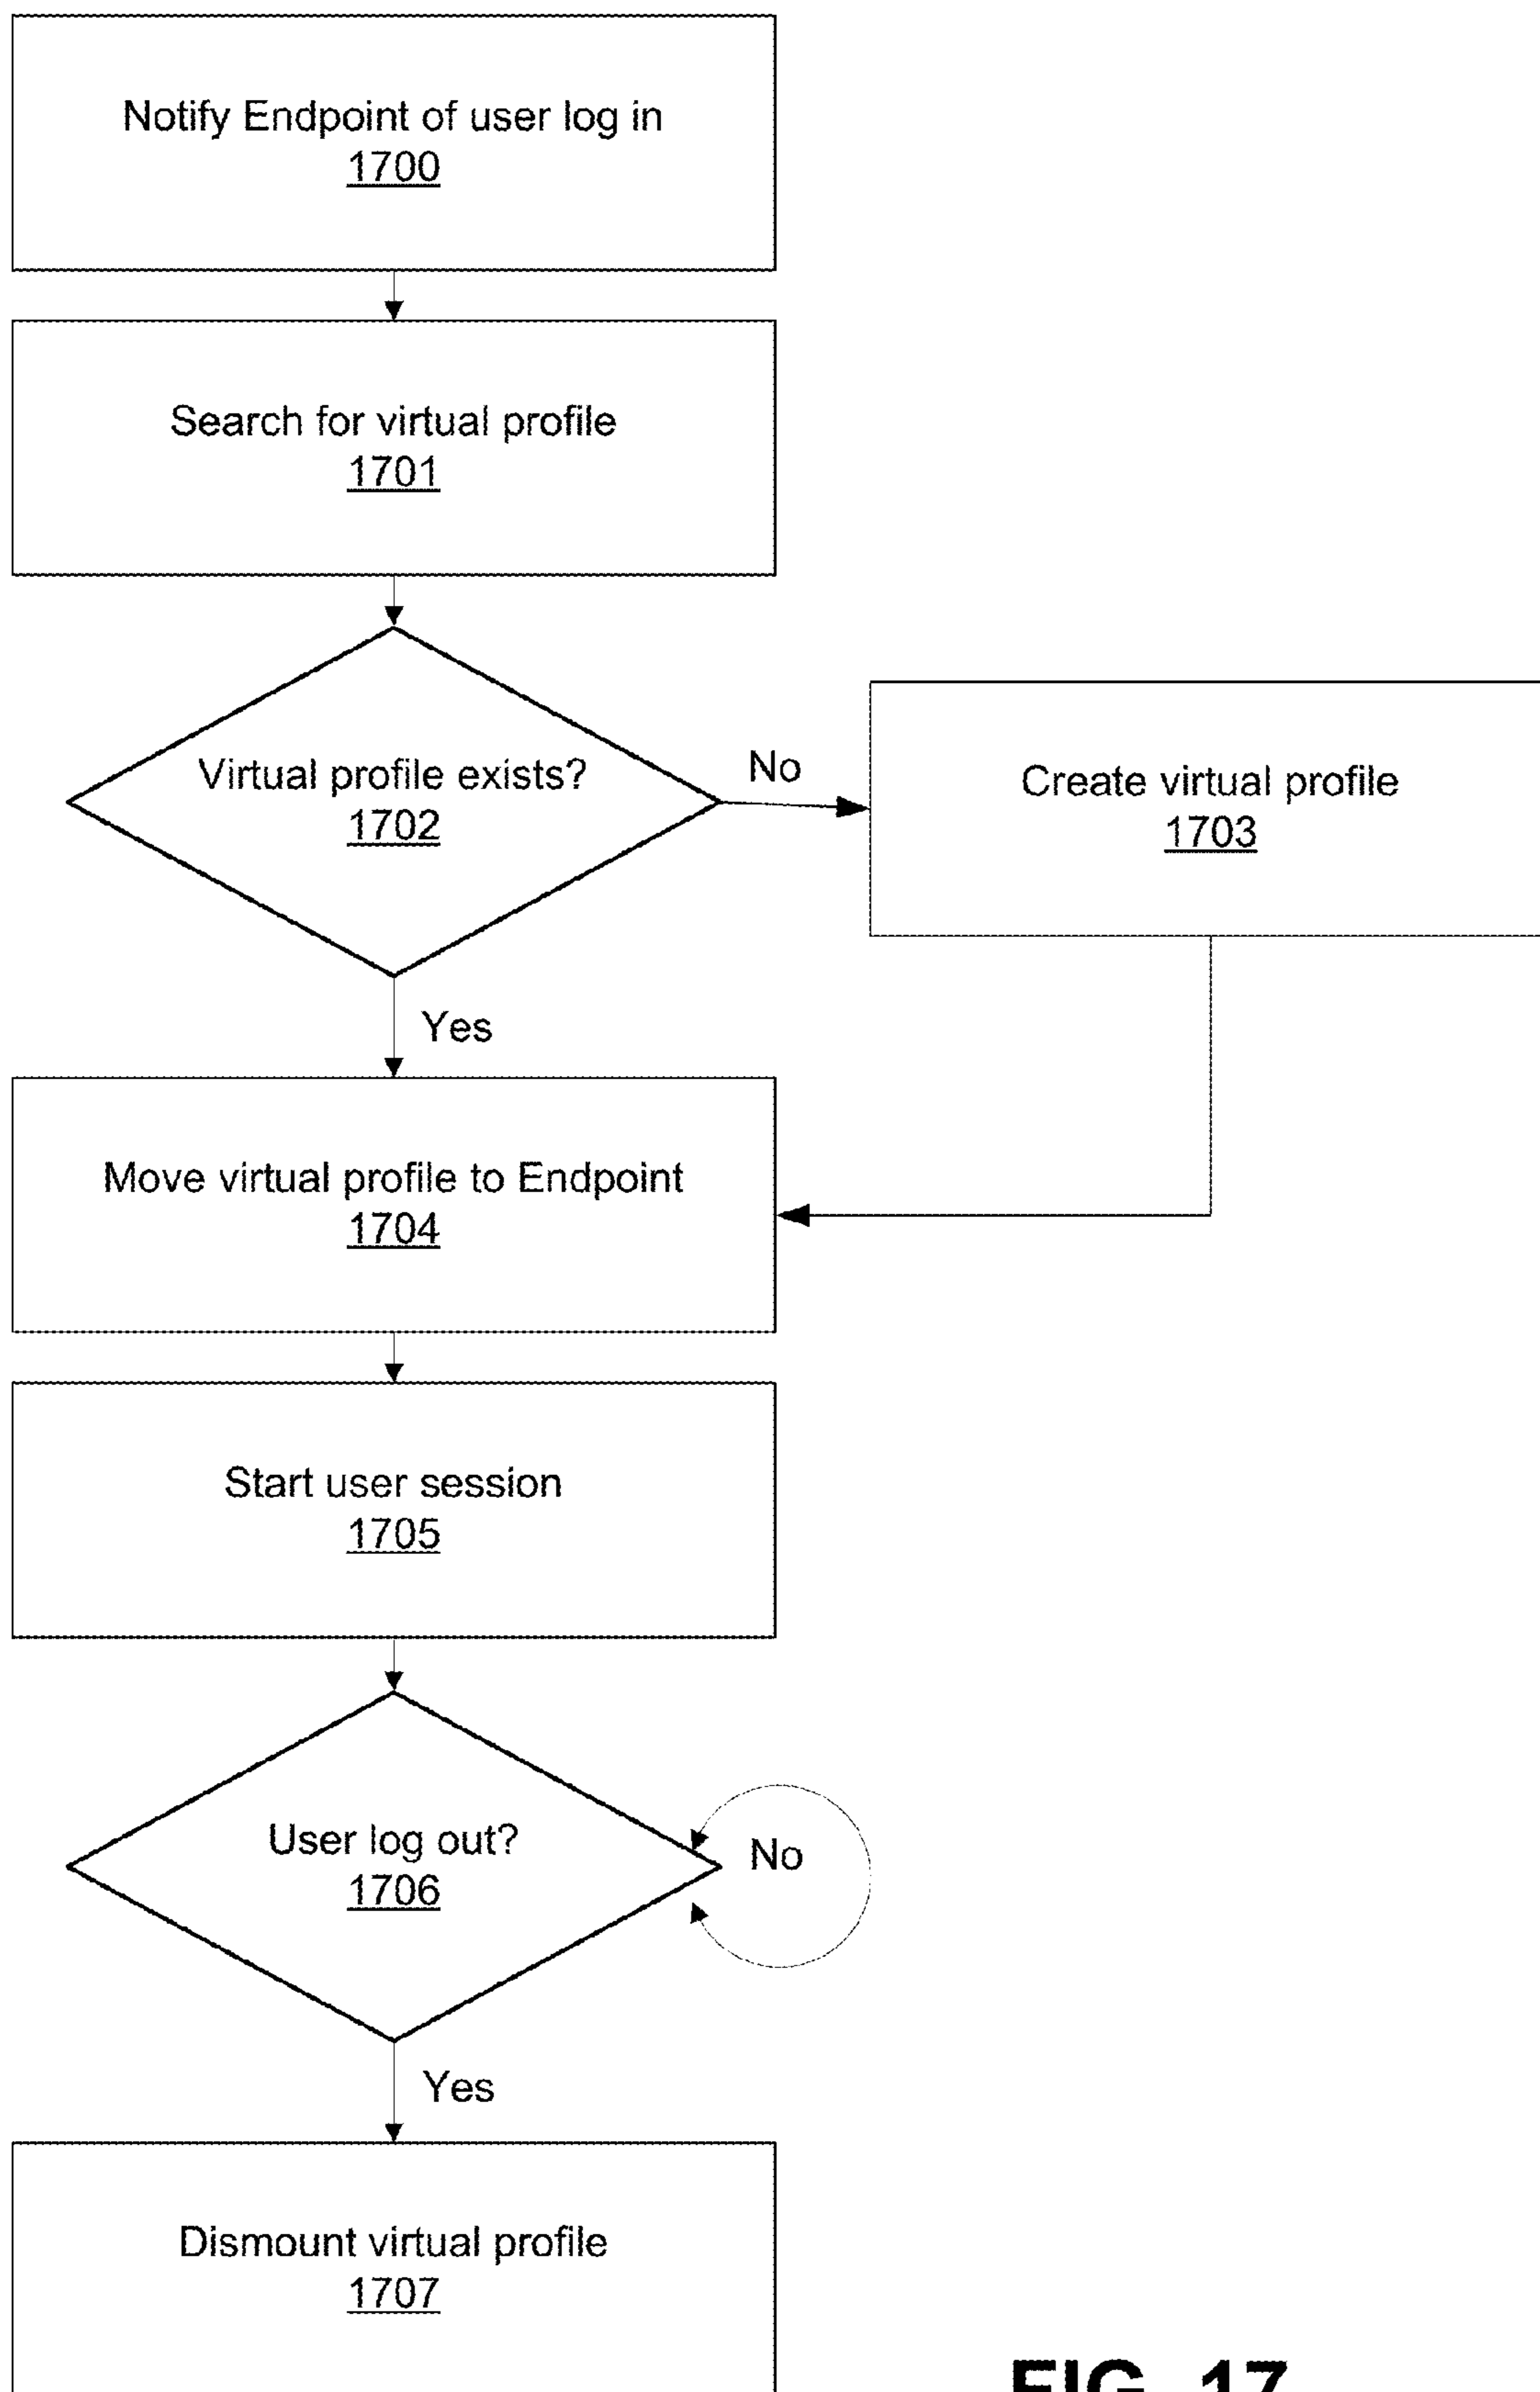 Notify Endpoint of user log in
1700
Search for virtual profile
1701
Virtual profile exists?
1702
No
Create virtual profile
1703
Yes
Move virtual profile to Endpoint
1704
Start user session
1705
User log out?
1706
No
Yes
Dismount virtual profile
1707
FIG. 17